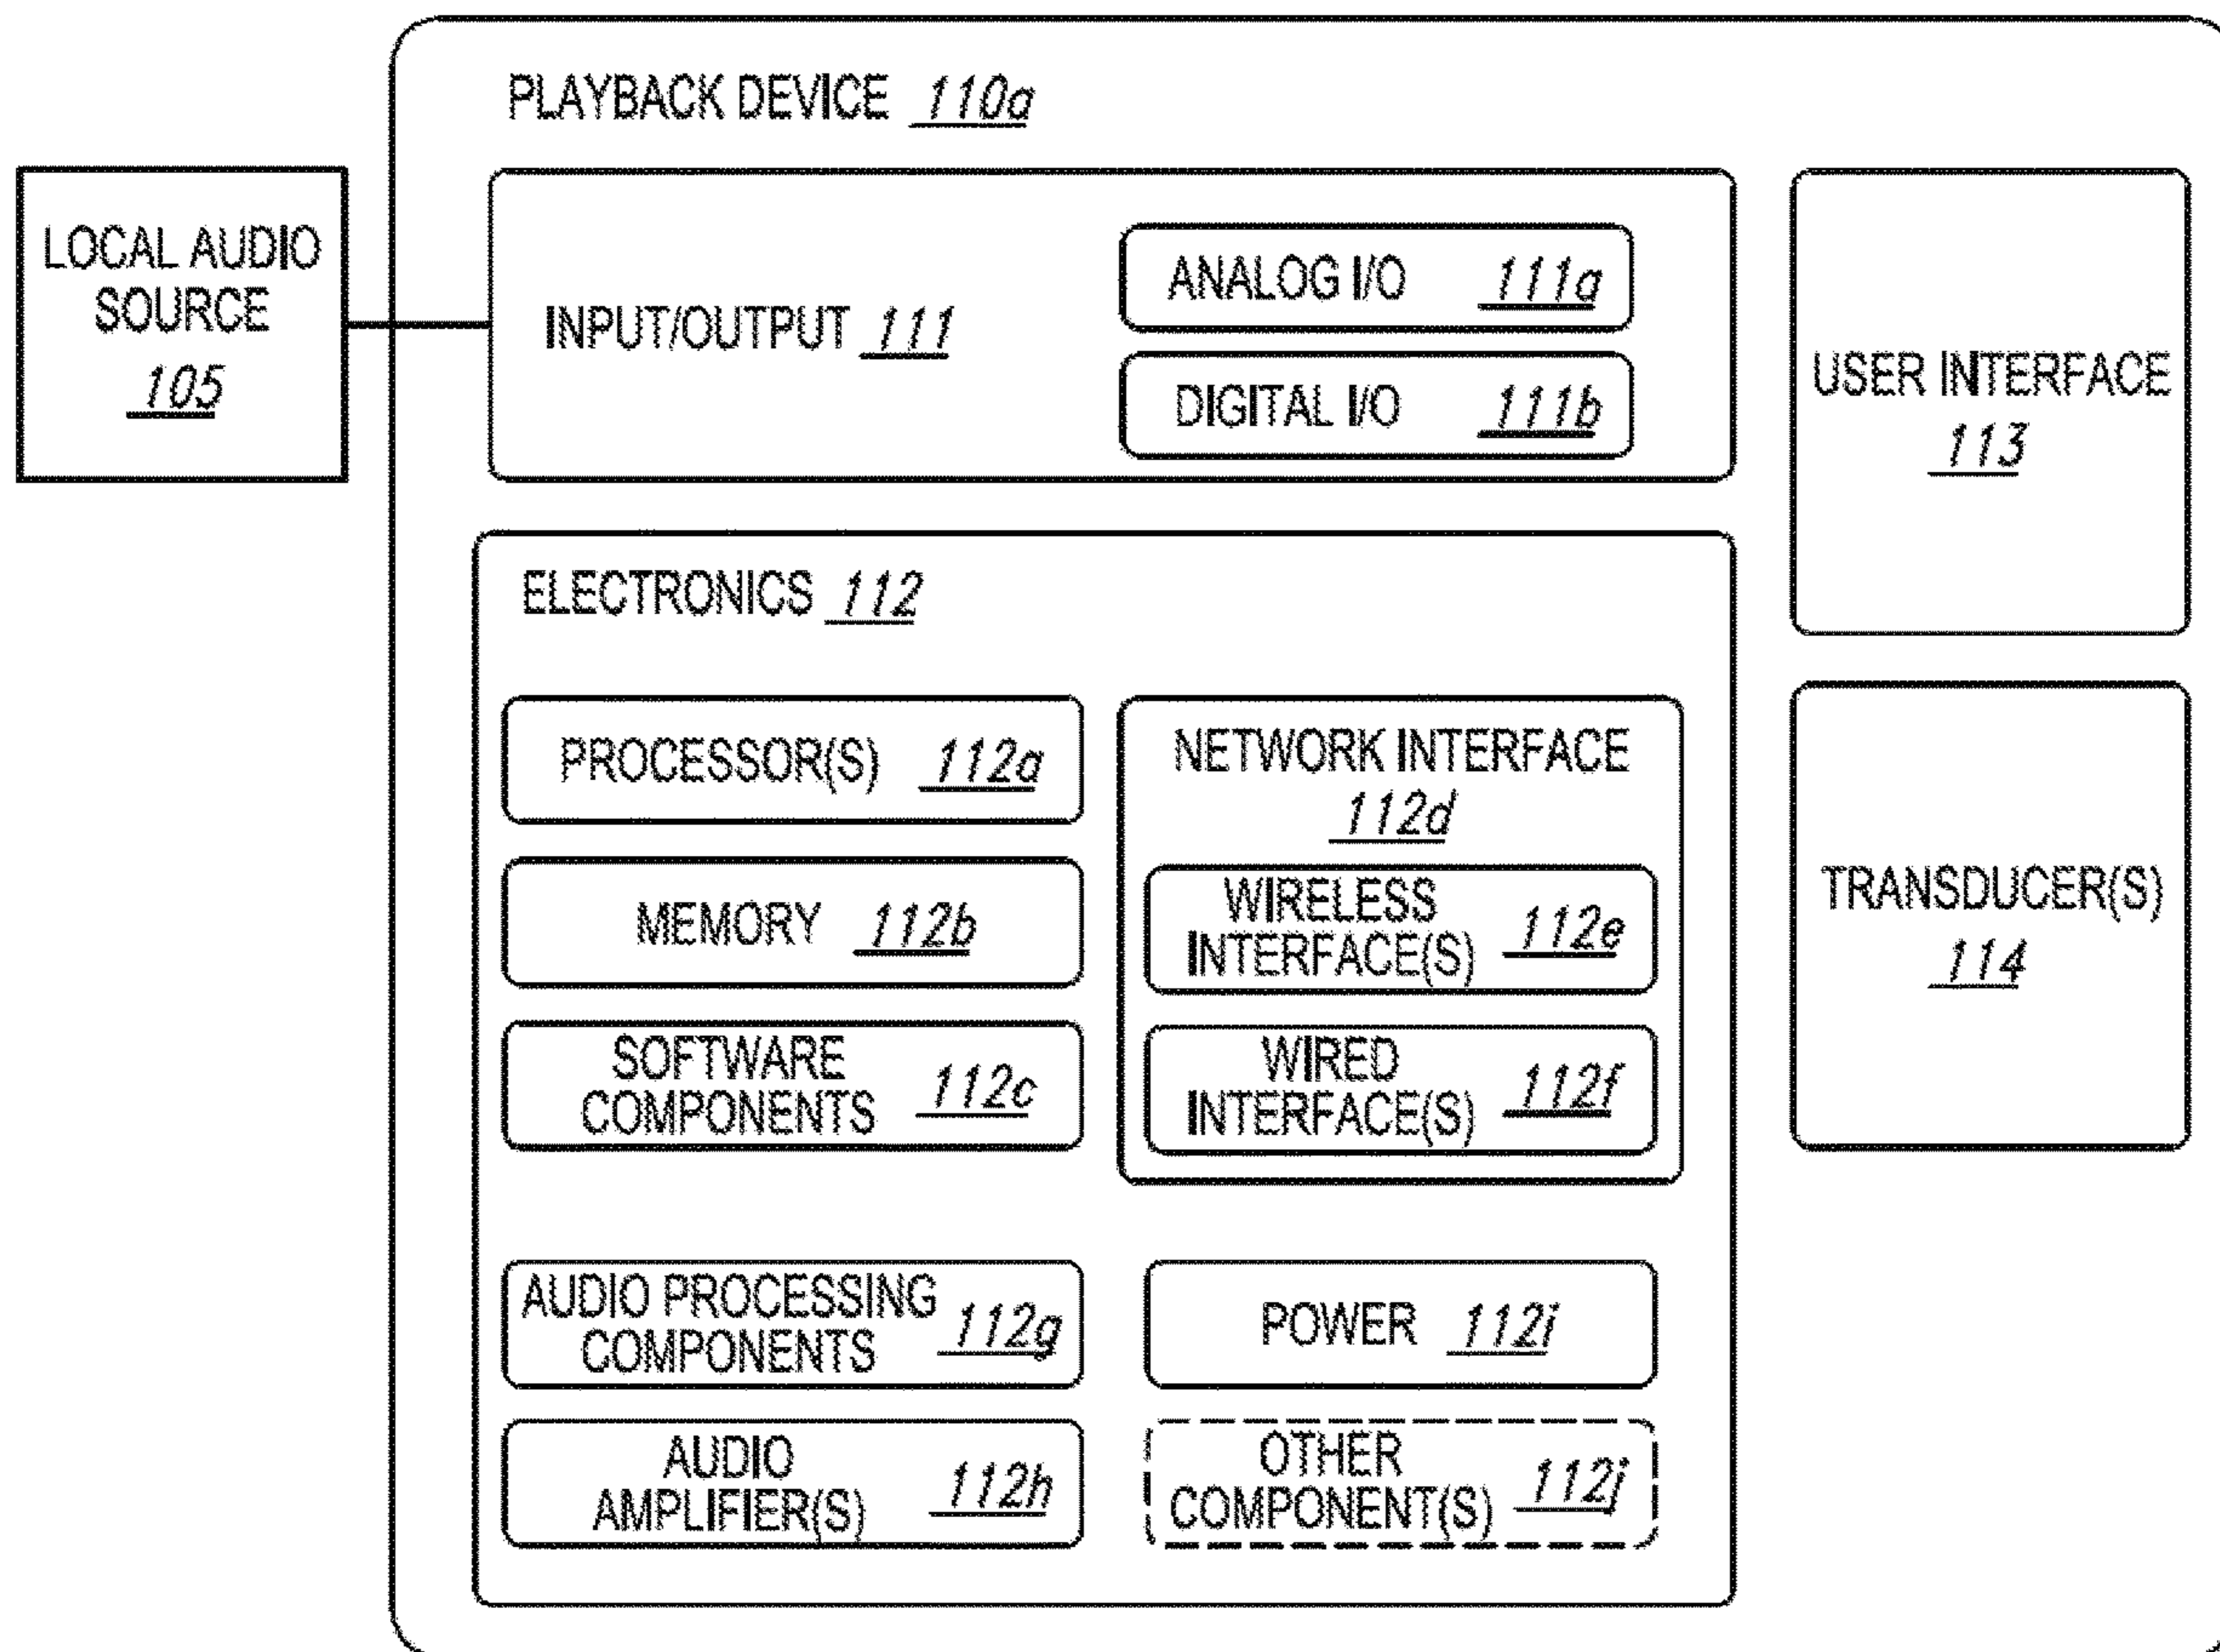 PLAYBACK DEVICE 110a
LOCAL AUDIO
SOURCE
105
INPUT/OUTPUT 111
ANALOG I/O 111a
DIGITAL I/O 111b
USER INTERFACE
113
ELECTRONICS 112
PROCESSOR(S) 112a
MEMORY 112b
SOFTWARE
COMPONENTS 112c
NETWORK INTERFACE
112d
WIRELESS
INTERFACE(S) 112e
WIRED
INTERFACE(S) 112f
TRANSDUCER(S)
114
AUDIO PROCESSING
COMPONENTS 112g
POWER 112i
AUDIO
AMPLIFIER(S) 112h
OTHER
COMPONENT(S) 112j